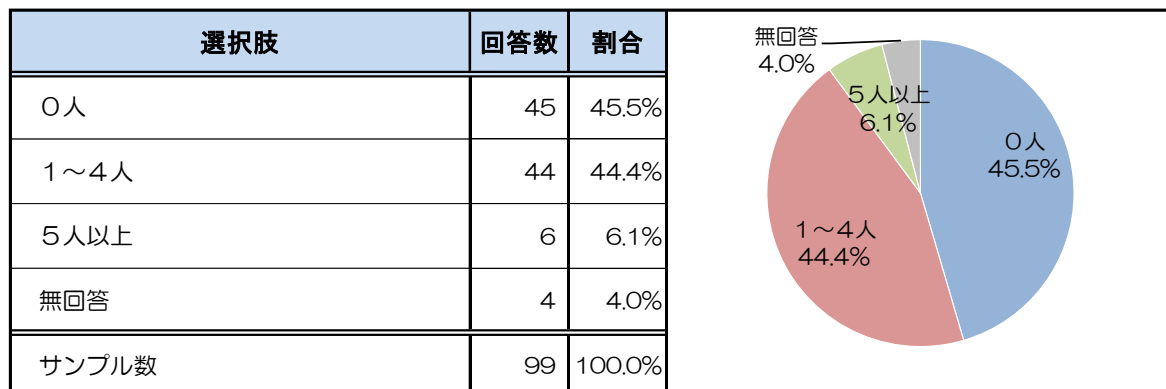 選択肢 回答数 割合
０人 45 45.5%
１～４人 44 44.4%
５人以上 6 6.1%
無回答 4 4.0%
サンプル数 99 100.0%
無回答
4.0%
５人以上
6.1%
０人
45.5%
１～４人
44.4%